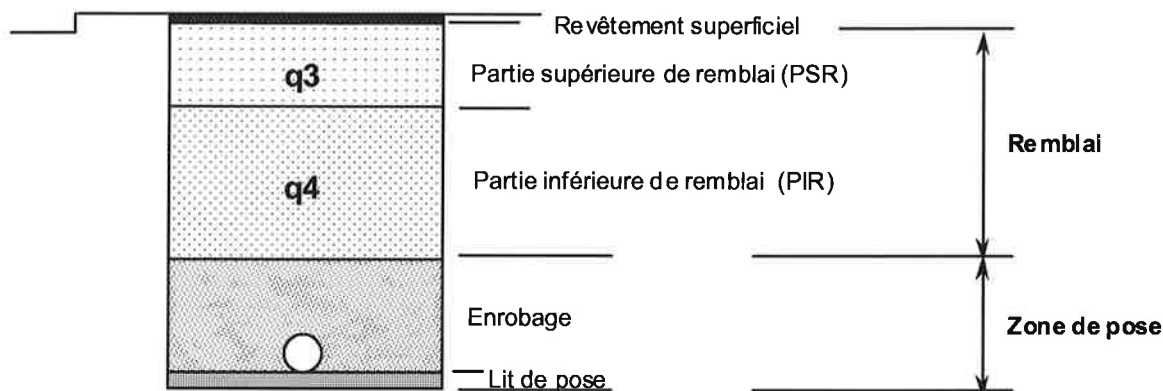 Revêtement superficiel
q3
Partie supérieure de remblai (PSR)
Remblai
q4
Partie inférieure de remblai (PIR)
Enrobage
Zone de pose
Lit de pose